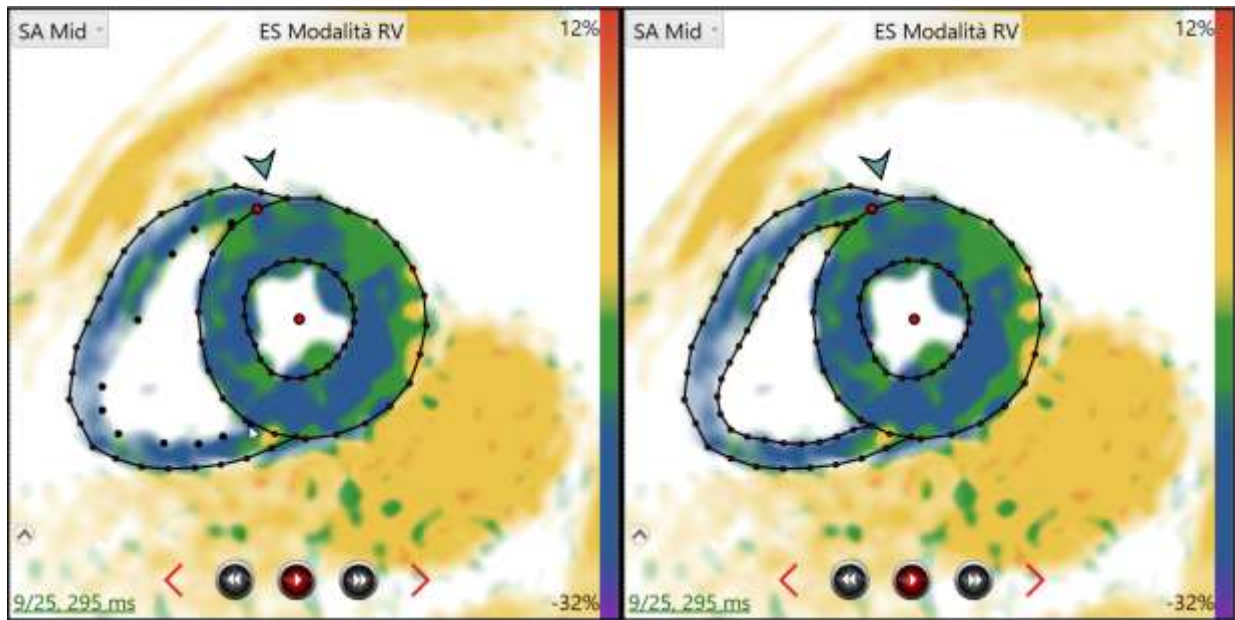 SA Mid
ES Modalità RV
12%
9/25, 295 ms
-32%
SA Mid
ES Modalità RV
12%
9/25, 295 ms
-32%